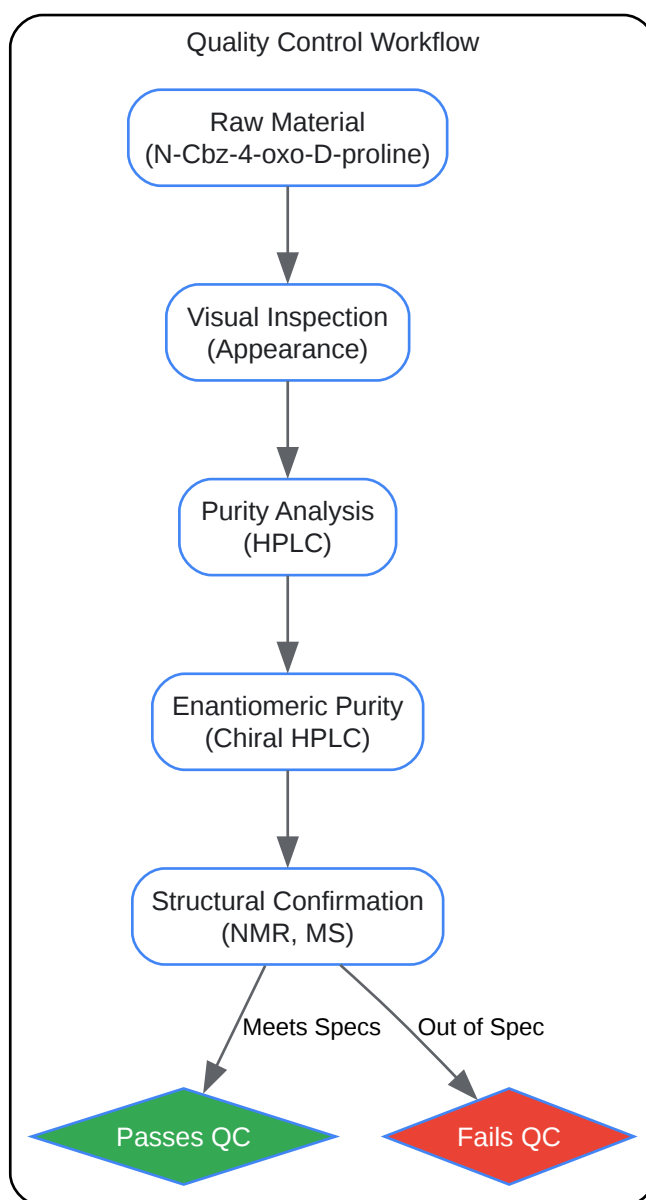 Quality Control Workflow
Raw Material
(N-Cbz-4-oxo-D-proline)
Visual Inspection
(Appearance)
Purity Analysis
(HPLC)
Enantiomeric Purity
(Chiral HPLC)
Structural Confirmation
(NMR, MS)
Meets Specs
Out of Spec
Passes QC
Fails QC